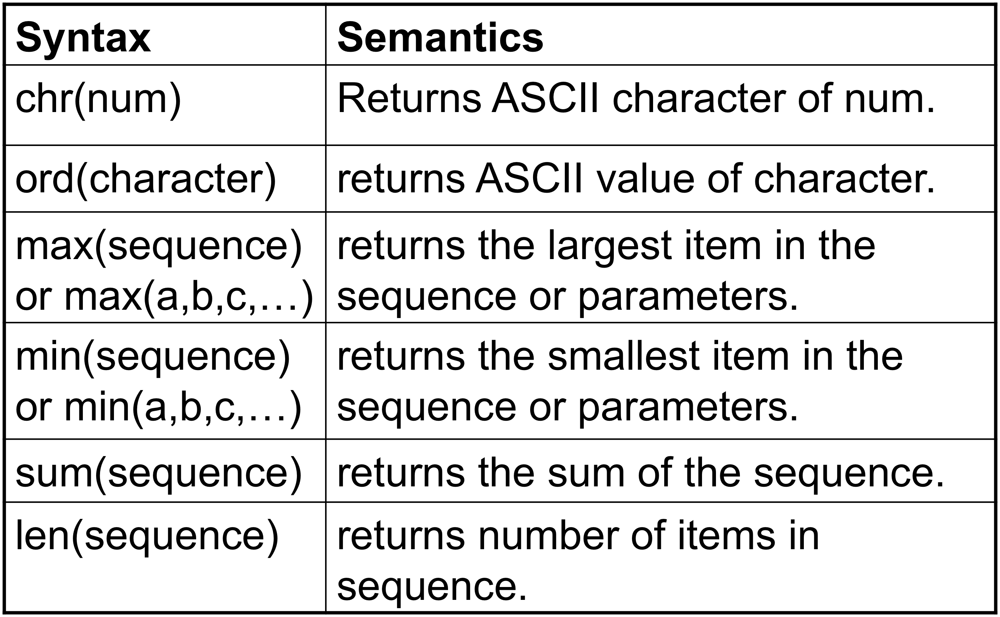 Syntax Semantics
chr(num) Returns ASCII character of num.
ord(character) returns ASCII value of character.
max(sequence) returns the largest item in the
or max(a,b,c,…) sequence or parameters.
min(sequence) returns the smallest item in the
or min(a,b,c,…) sequence or parameters.
sum(sequence) returns the sum of the sequence.
len(sequence) returns number of items in
sequence.